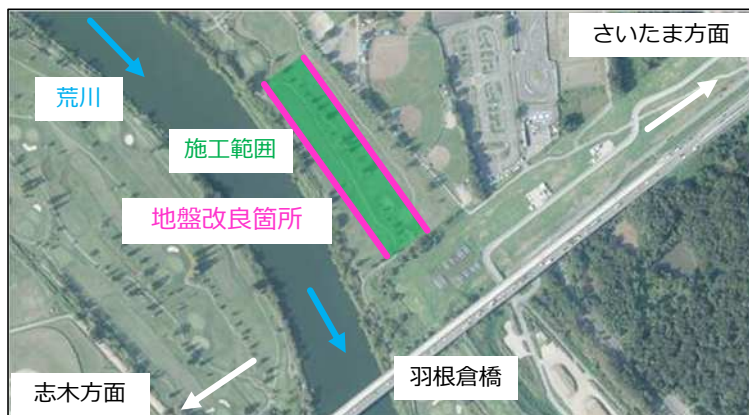 さいたま方面
荒川
施工範囲
地盤改良箇所
羽根倉橋
志木方面